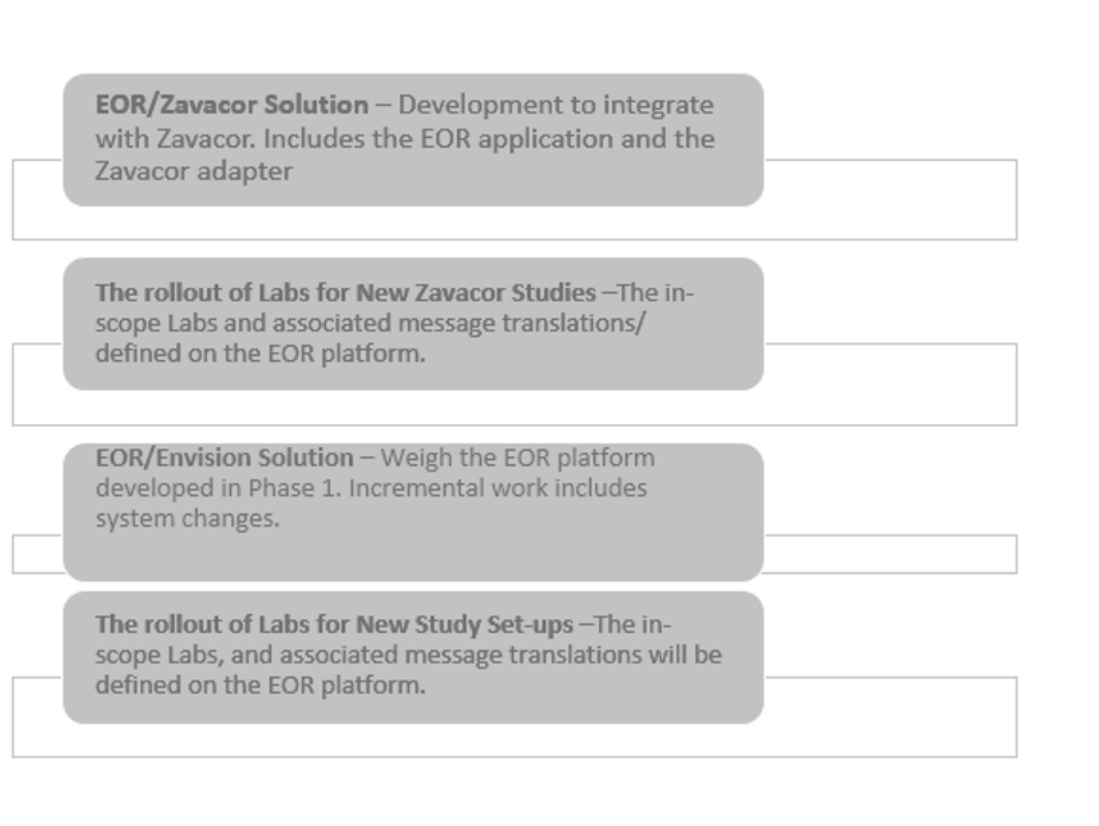 EOR/Zavacor Solution – Development to integrate
with Zavacor. Includes the EOR application and the
Zavacor adapter
The rollout of Labs for New Zavacor Studies –The in-
scope Labs and associated message translations/
defined on the EOR platform.
EOR/Envision Solution – Weigh the EOR platform
developed in Phase 1. Incremental work includes
system changes.
The rollout of Labs for New Study Set-ups –The in-
scope Labs, and associated message translations will be
defined on the EOR platform.